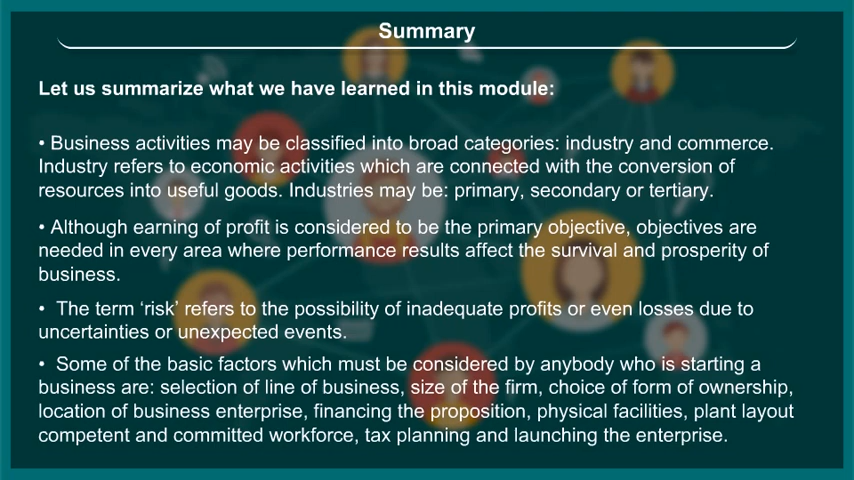 Summary
Let us summarize what we have learned in this module:
• Business activities may be classified into broad categories: industry and commerce.
Industry refers to economic activities which are connected with the conversion of
resources into useful goods. Industries may be: primary, secondary or tertiary.
• Although earning of profit is considered to be the primary objective, objectives are
needed in every area where performance results affect the survival and prosperity of
business.
• The term ‘risk’ refers to the possibility of inadequate profits or even losses due to
uncertainties or unexpected events.
• Some of the basic factors which must be considered by anybody who is starting a
business are: selection of line of business, size of the firm, choice of form of ownership,
location of business enterprise, financing the proposition, physical facilities, plant layout
competent and committed workforce, tax planning and launching the enterprise.